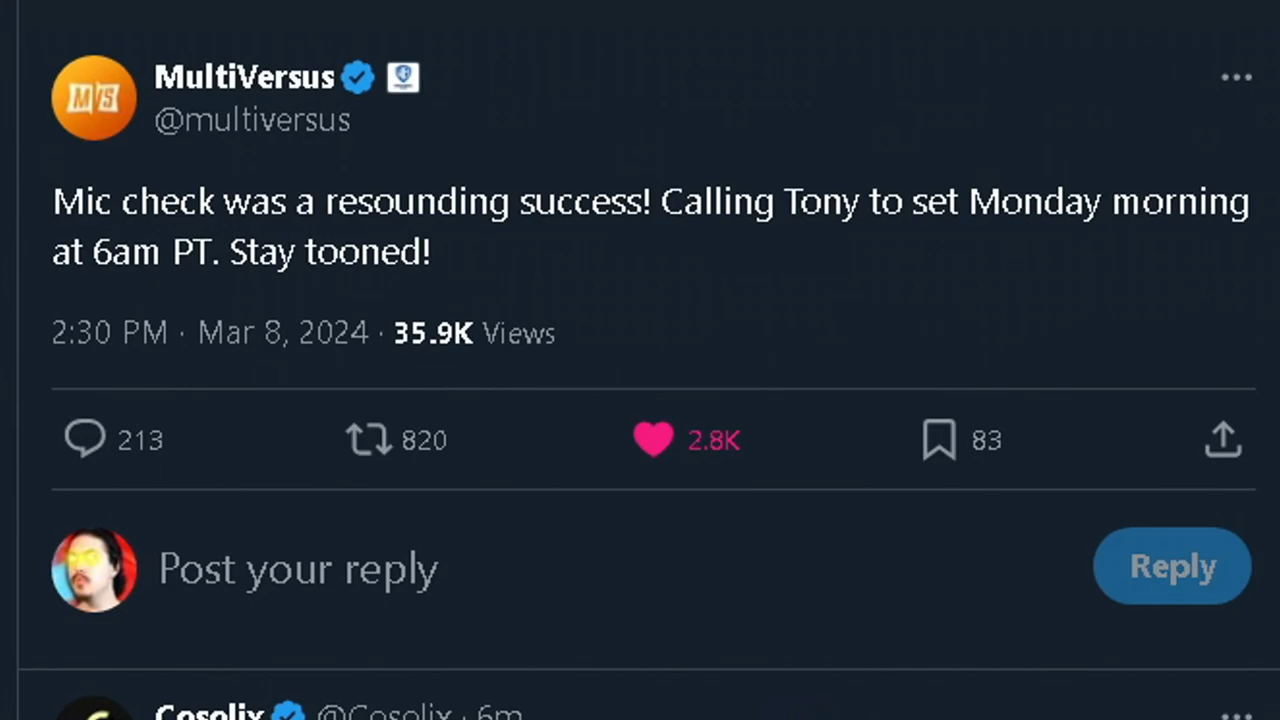 M/S
MultiVersus
@multiversus
Mic check was a resounding success! Calling Tony to set Monday morning
at 6am PT. Stay tooned!
2:30 PM · Mar 8, 2024 · 35.9K Views
213 820 2.8K 83
Post your reply
Reply
Cosolix @Cosolix · 6m